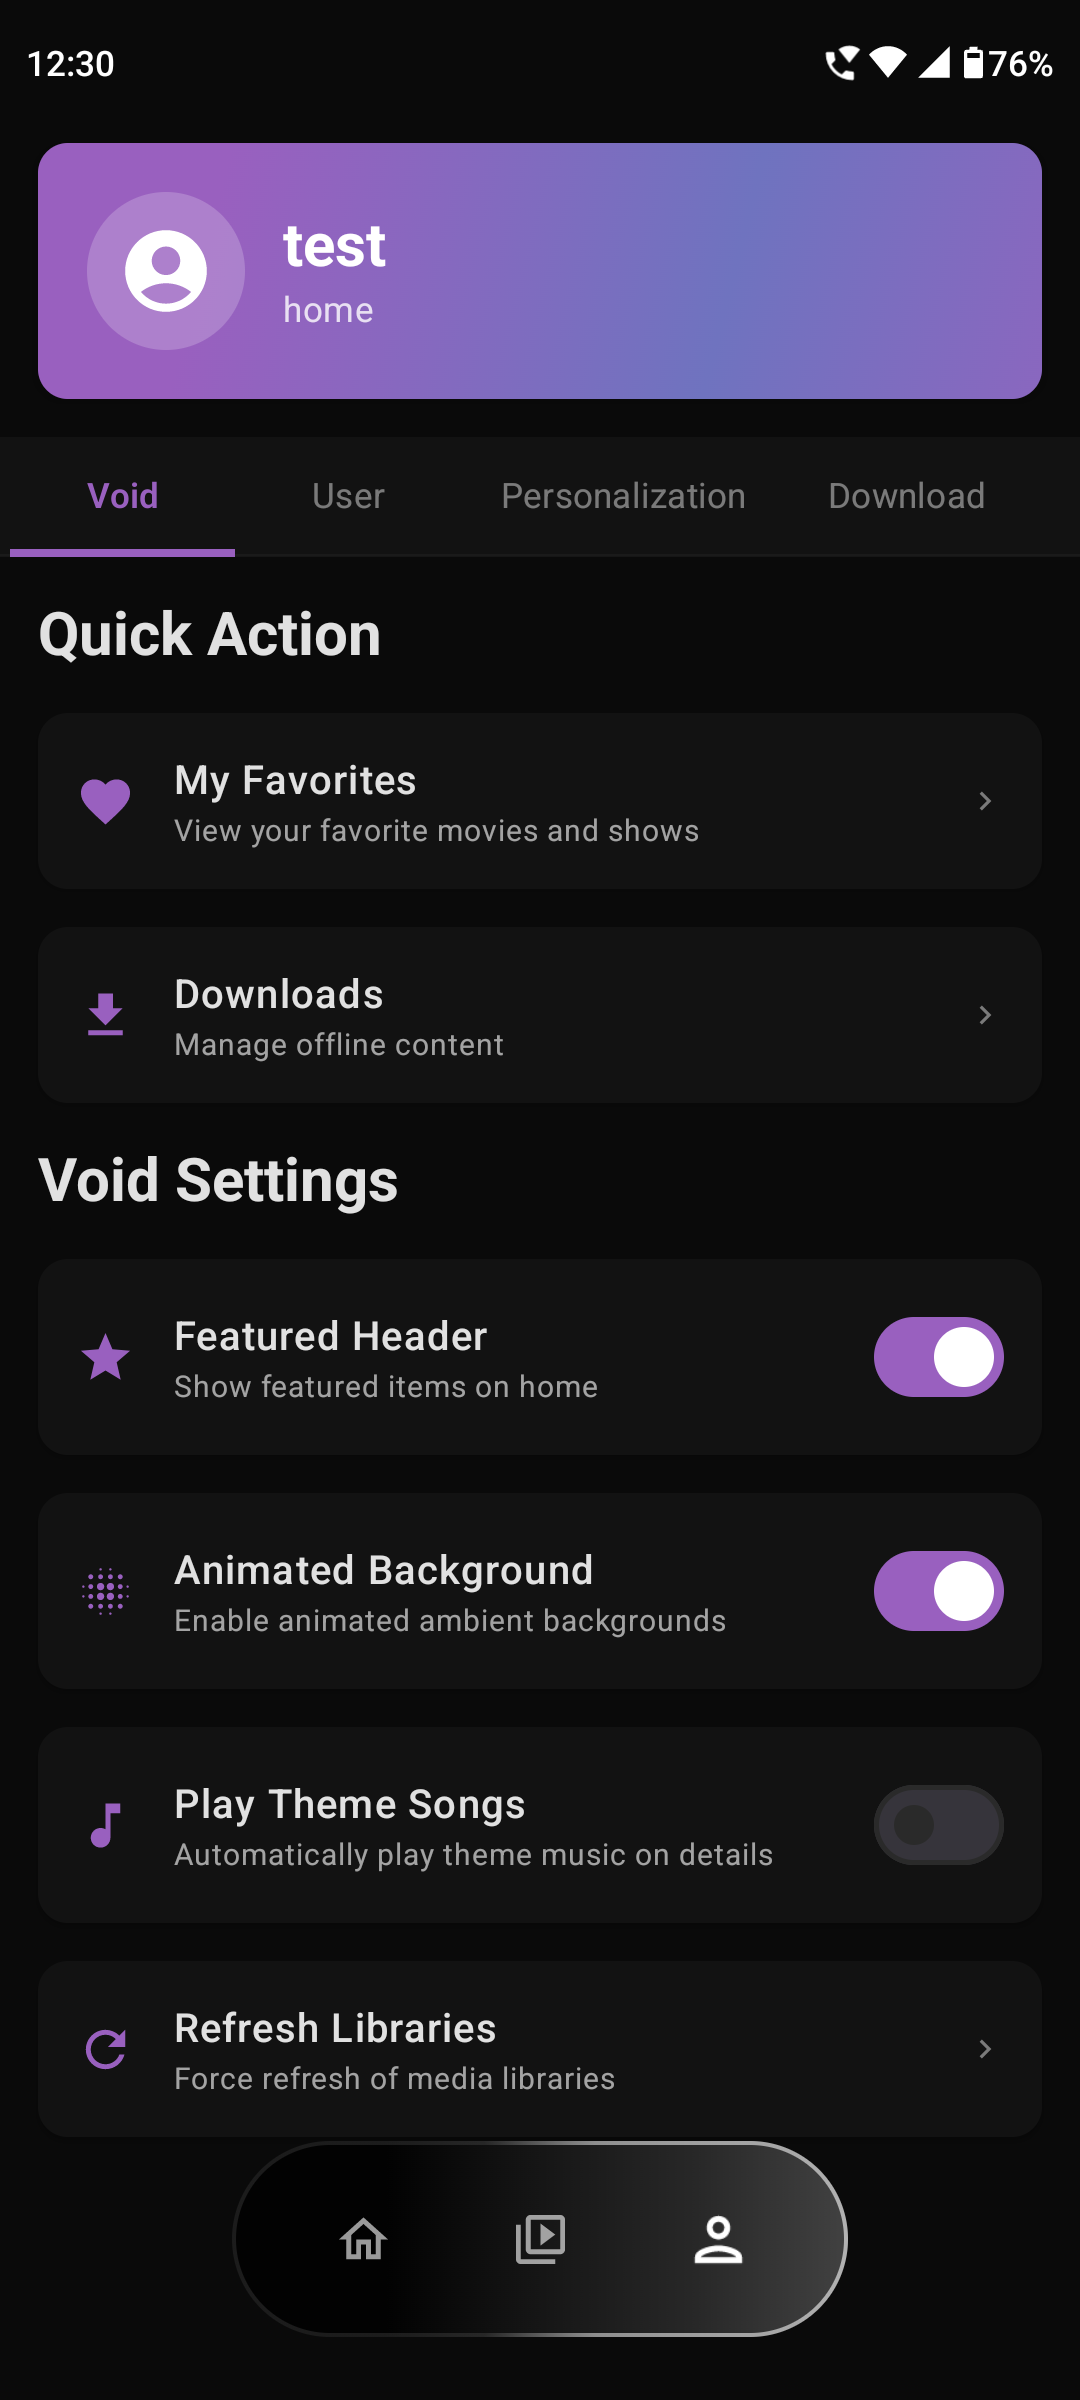 12:30
76%
test
home
Void
User
Personalization
Download
Quick Action
My Favorites
View your favorite movies and shows
Downloads
Manage offline content
Void Settings
Featured Header
Show featured items on home
Animated Background
Enable animated ambient backgrounds
Play Theme Songs
Automatically play theme music on details
Refresh Libraries
Force refresh of media libraries